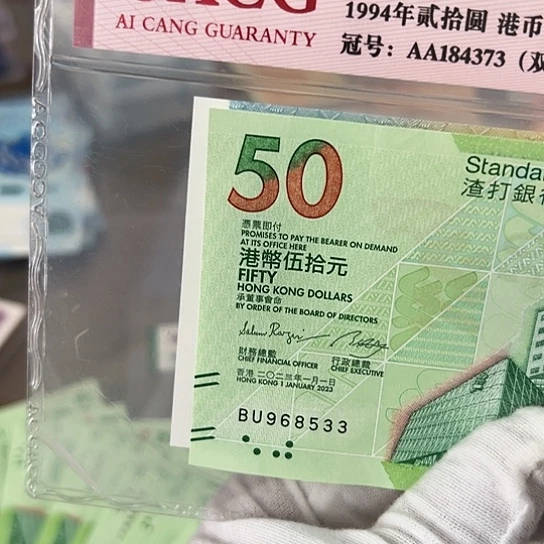 AI CANG GUARANTY
1994年贰拾圆 港币
冠号：AA184373（双
50
Standar
渣打銀行
憑票即付
PROMISES TO PAY THE BEARER ON DEMAND
AT ITS OFFICE HERE
港幣伍拾元
FIFTY
HONG KONG DOLLARS
承董事會命
BY ORDER OF THE BOARD OF DIRECTORS
財務總監
CHIEF FINANCIAL OFFICER
行政總裁
CHIEF EXECUTIVE
香港 二〇二三年一月一日
HONG KONG 1 JANUARY 2023
BU968533